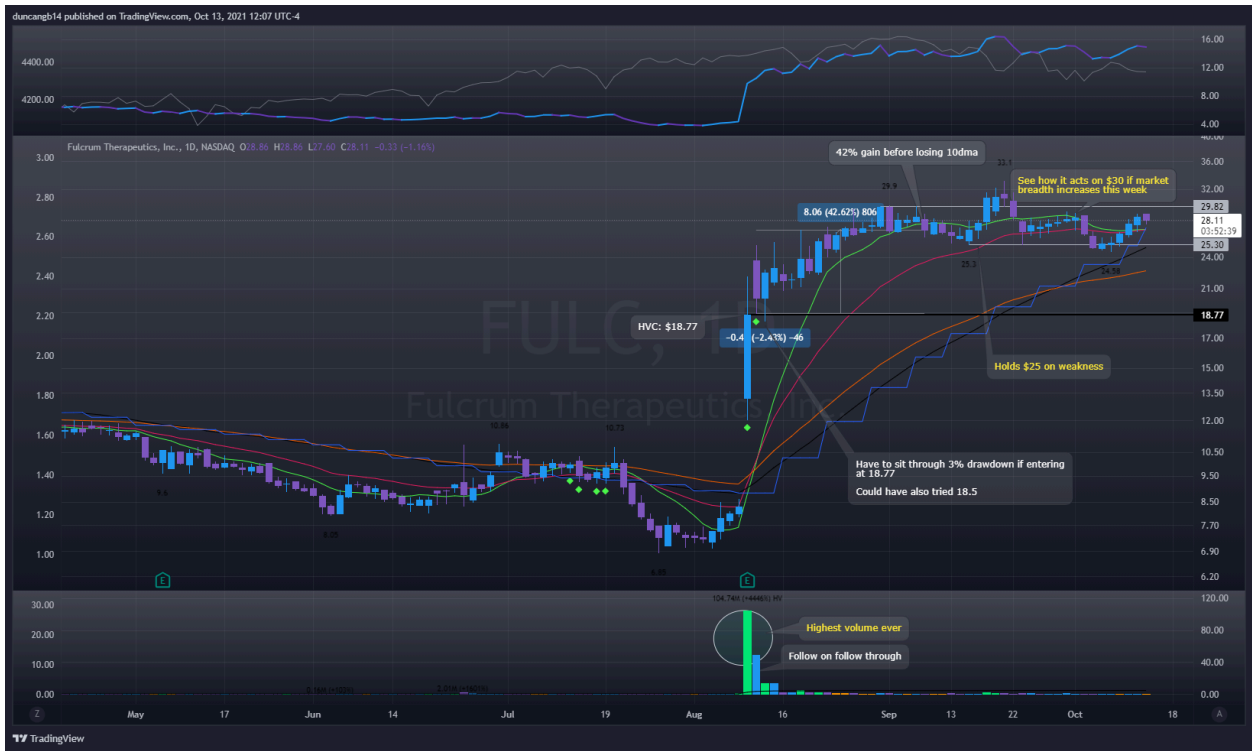 duncangb14 published on TradingView.com, Oct 13, 2021 12:07 UTC-4
16.00
4400.00
12.00
4200.00
8.00
4.00
40.00
Fulcrum Therapeutics, Inc., 1D, NASDAQ O28.86 H28.86 L27.60 C28.11 −0.33 (−1.16%)
3.00
36.00
42% gain before losing 10dma
33.1
See how it acts on $30 if market
breadth increases this week
2.80
32.00
29.9
29.82
8.06 (42.62%) 806
28.11
03:52:39
2.60
25.30
24.00
25.3
24.58
2.40
21.00
2.20
HVC: $18.77
18.77
FULC, 1D
−0.4 (−2.43%) −46
17.00
2.00
Holds $25 on weakness
15.00
1.80
13.50
Fulcrum Therapeutics Inc.
12.00
1.60
10.86
10.73
10.50
Have to sit through 3% drawdown if entering
at 18.77
Could have also tried 18.5
1.40
9.50
9.6
8.50
1.20
8.05
7.70
1.00
6.90
6.95
6.20
E
E
104.74M (+4446%) HV
30.00
120.00
Highest volume ever
20.00
80.00
Follow on follow through
10.00
40.00
0.00
0.00
Z
May
17
Jun
14
Jul
19
Aug
16
Sep
13
22
Oct
18
A
TradingView